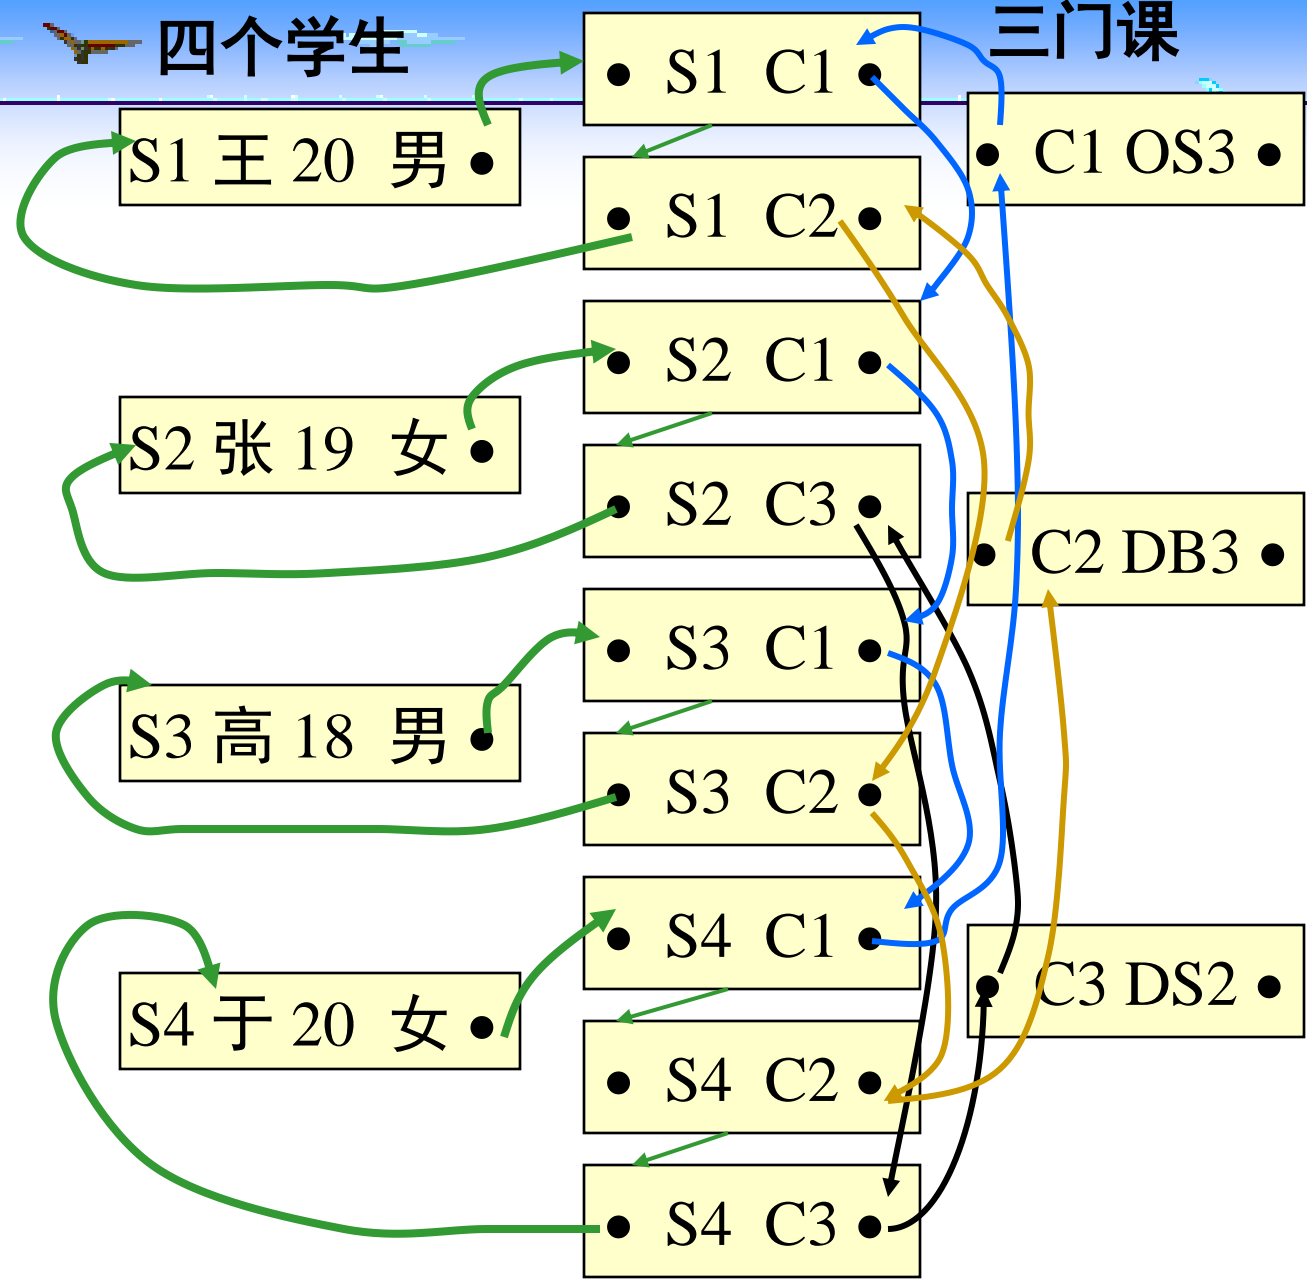 四个学生
三门课
S1 王 20 男
S2 张 19 女
S3 高 18 男
S4 于 20 女
S1 C1
S1 C2
S2 C1
S2 C3
S3 C1
S3 C2
S4 C1
S4 C2
S4 C3
C1 OS3
C2 DB3
C3 DS2